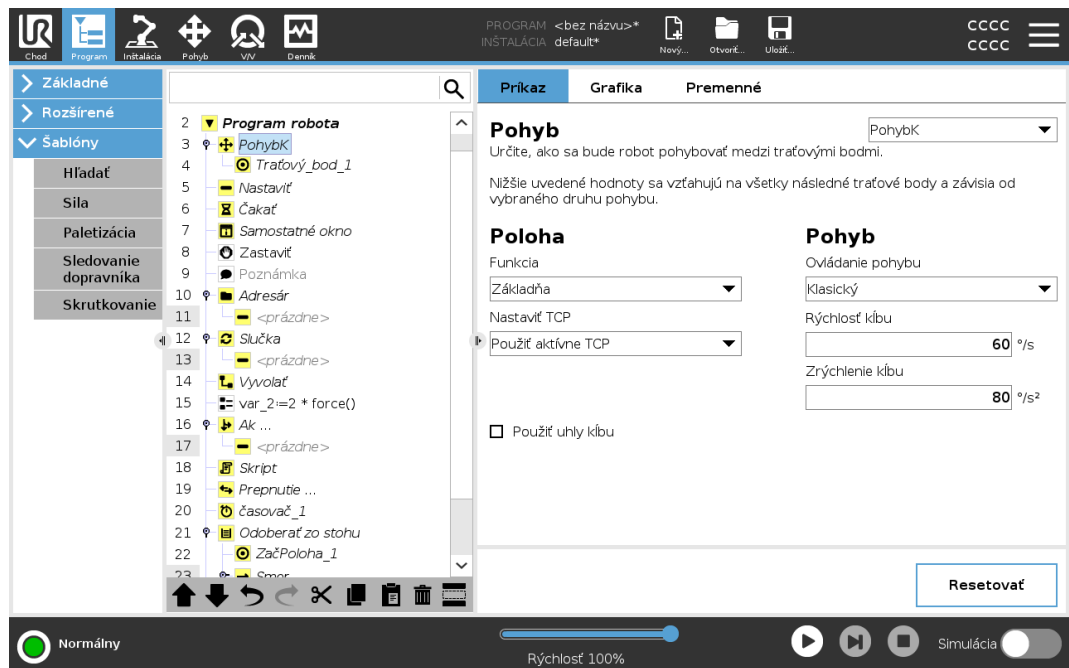 UR
Chod
Program
Inštalácia
Pohyb
V/V
Denník
PROGRAM <bez názvu>*
INŠTALÁCIA default*
Nový...
Otvoriť...
Uložiť...
CCCC
CCCC
Základné
Rozšírené
Šablóny
Hľadať
Sila
Paletizácia
Sledovanie
dopravníka
Skrutkovanie
2 Program robota
3 PohybK
4 Traťový_bod_1
5 Nastaviť
6 Čakať
7 Samostatné okno
8 Zastaviť
9 Poznámka
10 Adresár
11 <prázdne>
12 Slučka
13 <prázdne>
14 Vyvolať
15 var_2≔2 * force()
16 Ak ...
17 <prázdne>
18 Skript
19 Prepnutie ...
20 časovač_1
21 Odoberať zo stohu
22 ZačPoloha_1
23 Smer
Príkaz
Grafika
Premenné
Pohyb
PohybK
Určite, ako sa bude robot pohybovať medzi traťovými bodmi.
Nižšie uvedené hodnoty sa vzťahujú na všetky následné traťové body a závisia od
vybraného druhu pohybu.
Poloha
Funkcia
Základňa
Nastaviť TCP
Použiť aktívne TCP
Použiť uhly kĺbu
Pohyb
Ovládanie pohybu
Klasický
Rýchlosť kĺbu
60 °/s
Zrýchlenie kĺbu
80 °/s²
Resetovať
Normálny
Rýchlosť 100%
Simulácia